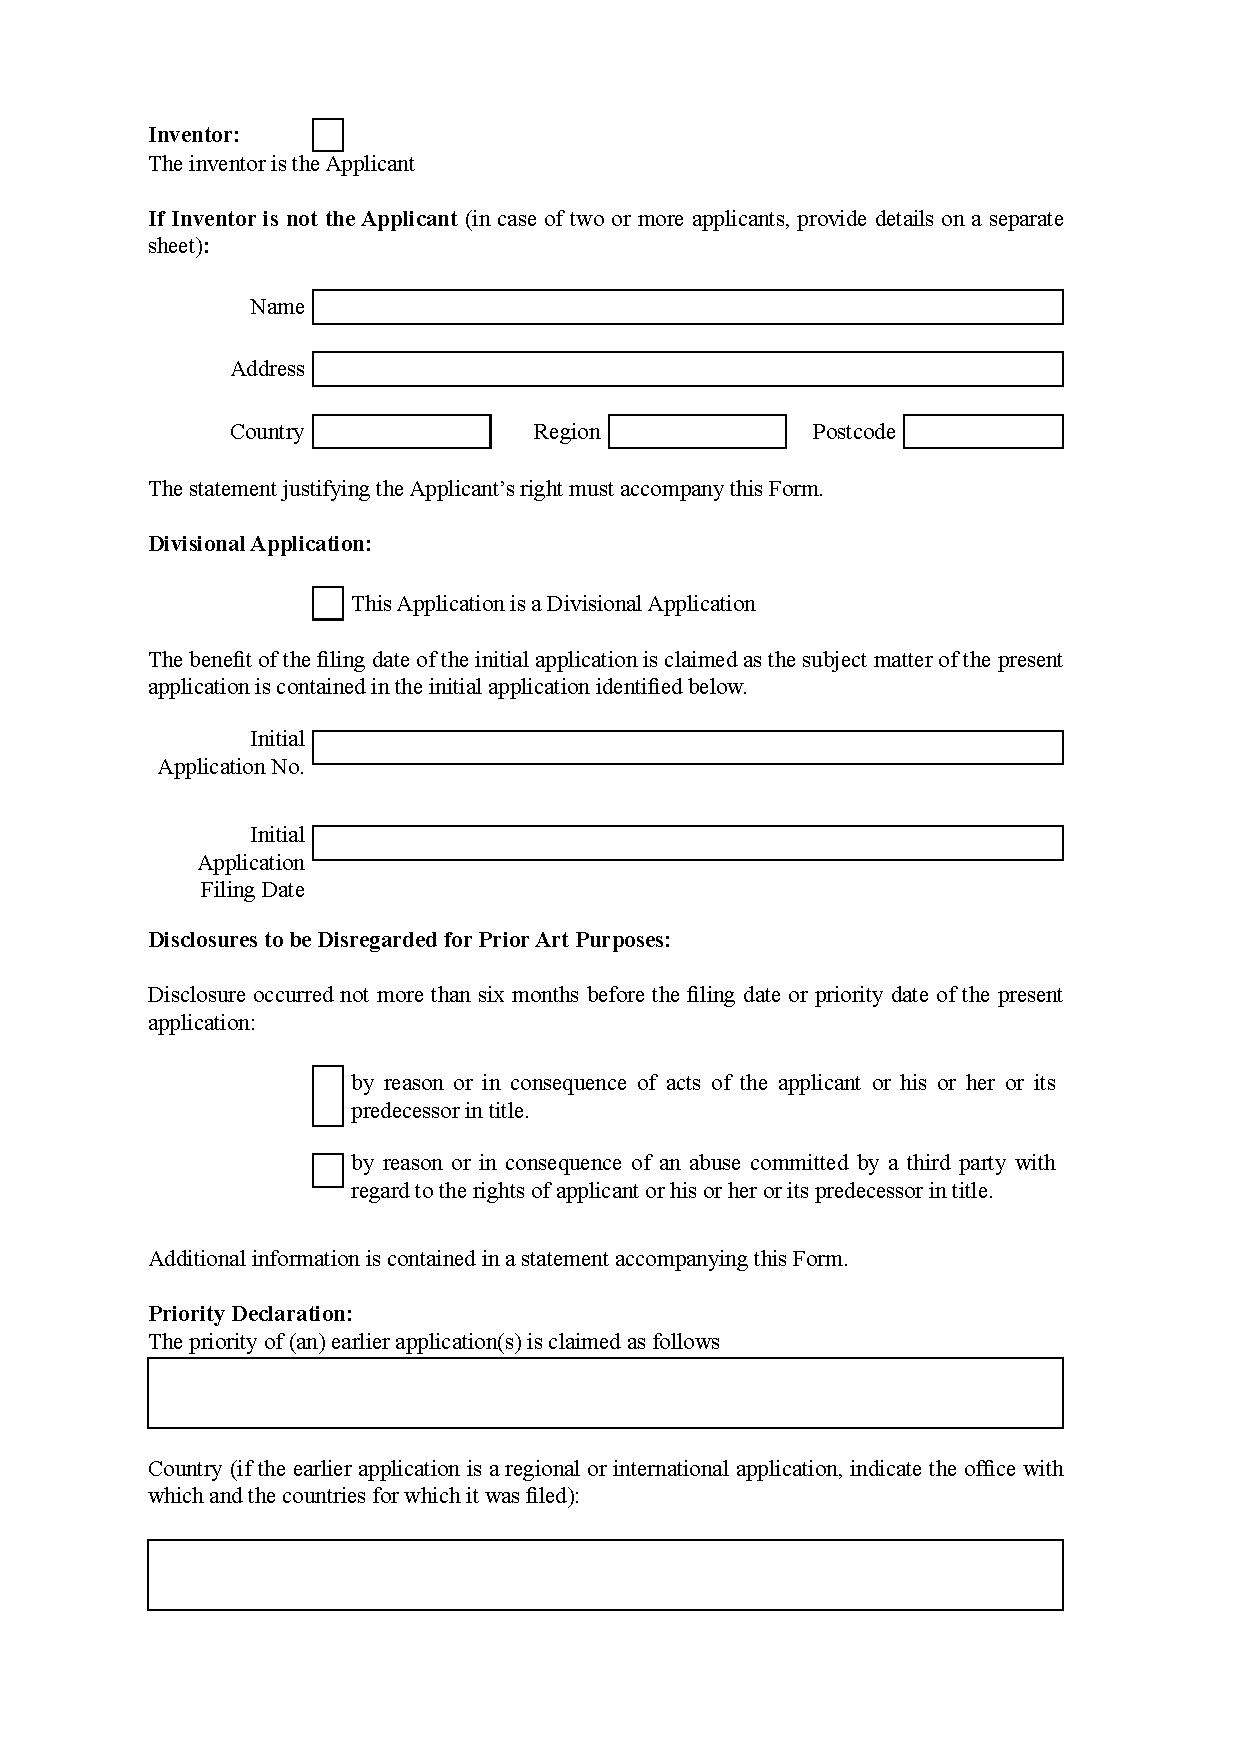 Inventor:
The inventor is the Applicant
If Inventor is not the Applicant (in case of two or more applicants, provide details on a separate
sheet):
Name
Address
Country Region Postcode
The statement justifying the Applicant’s right must accompany this Form.
Divisional Application:
This Application is a Divisional Application
The benefit of the filing date of the initial application is claimed as the subject matter of the present
application is contained in the initial application identified below.
Initial
Application No.
Initial
Application
Filing Date
Disclosures to be Disregarded for Prior Art Purposes:
Disclosure occurred not more than six months before the filing date or priority date of the present
application:
by reason or in consequence of acts of the applicant or his or her or its
predecessor in title.
by reason or in consequence of an abuse committed by a third party with
regard to the rights of applicant or his or her or its predecessor in title.
Additional information is contained in a statement accompanying this Form.
Priority Declaration:
The priority of (an) earlier application(s) is claimed as follows
Country (if the earlier application is a regional or international application, indicate the office with
which and the countries for which it was filed):